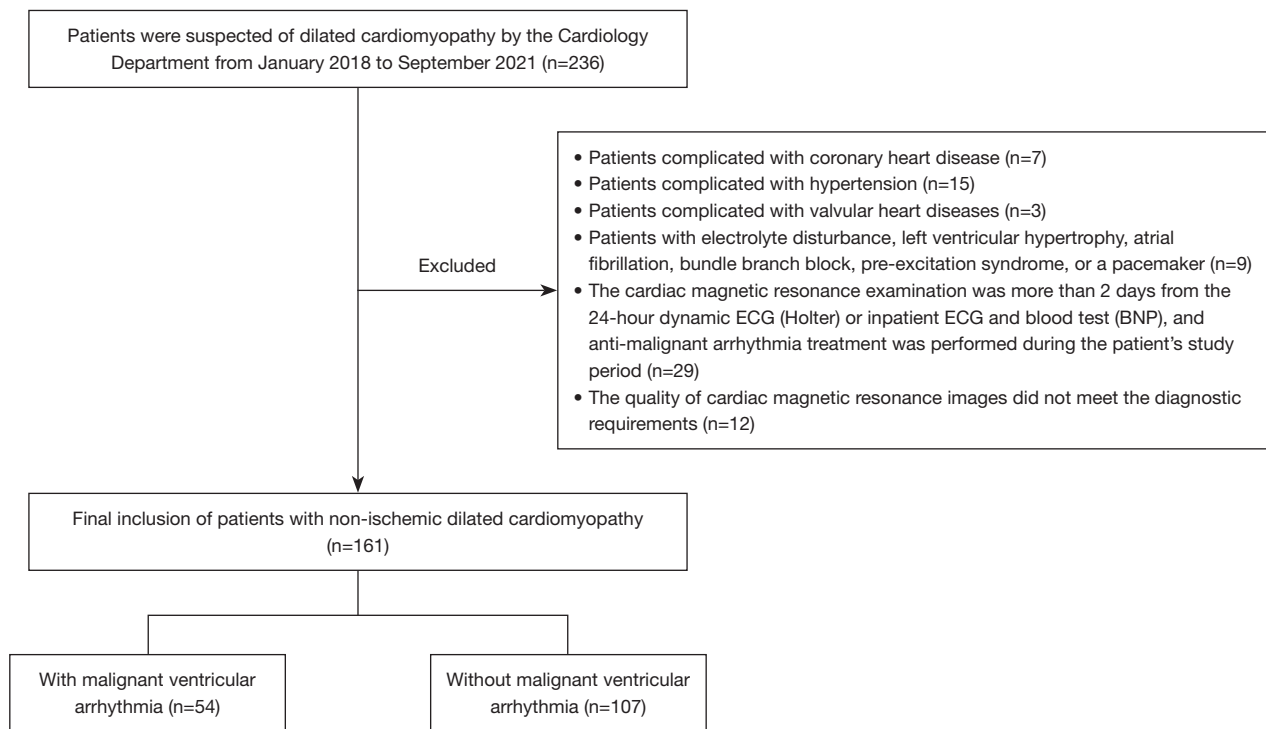 Patients were suspected of dilated cardiomyopathy by the Cardiology
Department from January 2018 to September 2021 (n=236)
Excluded
• Patients complicated with coronary heart disease (n=7)
• Patients complicated with hypertension (n=15)
• Patients complicated with valvular heart diseases (n=3)
• Patients with electrolyte disturbance, left ventricular hypertrophy, atrial
fibrillation, bundle branch block, pre-excitation syndrome, or a pacemaker (n=9)
• The cardiac magnetic resonance examination was more than 2 days from the
24-hour dynamic ECG (Holter) or inpatient ECG and blood test (BNP), and
anti-malignant arrhythmia treatment was performed during the patient’s study
period (n=29)
• The quality of cardiac magnetic resonance images did not meet the diagnostic
requirements (n=12)
Final inclusion of patients with non-ischemic dilated cardiomyopathy
(n=161)
With malignant ventricular
arrhythmia (n=54)
Without malignant ventricular
arrhythmia (n=107)